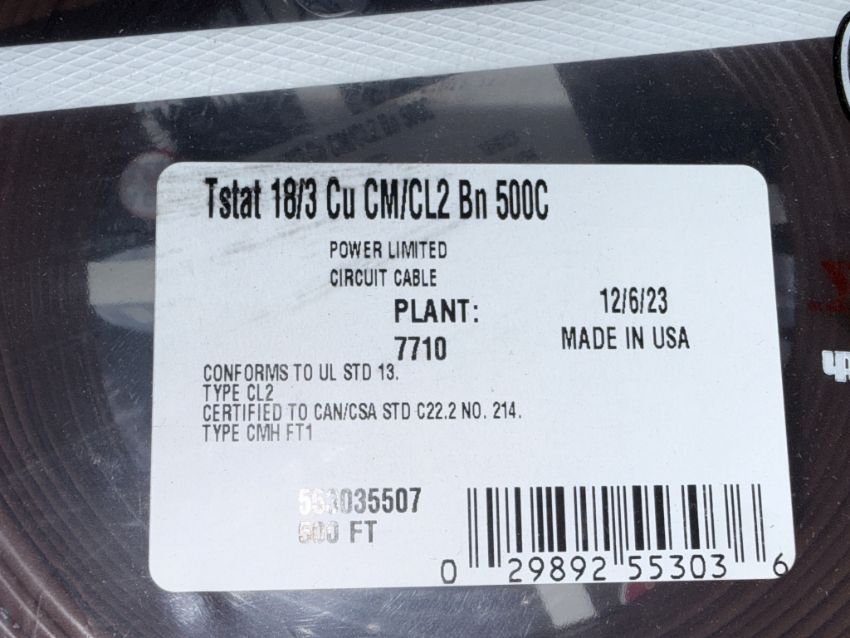 Tstat 18/3 Cu CM/CL2 Bn 500C
POWER LIMITED
CIRCUIT CABLE
PLANT:
7710
12/6/23
MADE IN USA
CONFORMS TO UL STD 13.
TYPE CL2
CERTIFIED TO CAN/CSA STD C22.2 NO. 214.
TYPE CMH FT1
553035507
500 FT
0 29892 55303 6